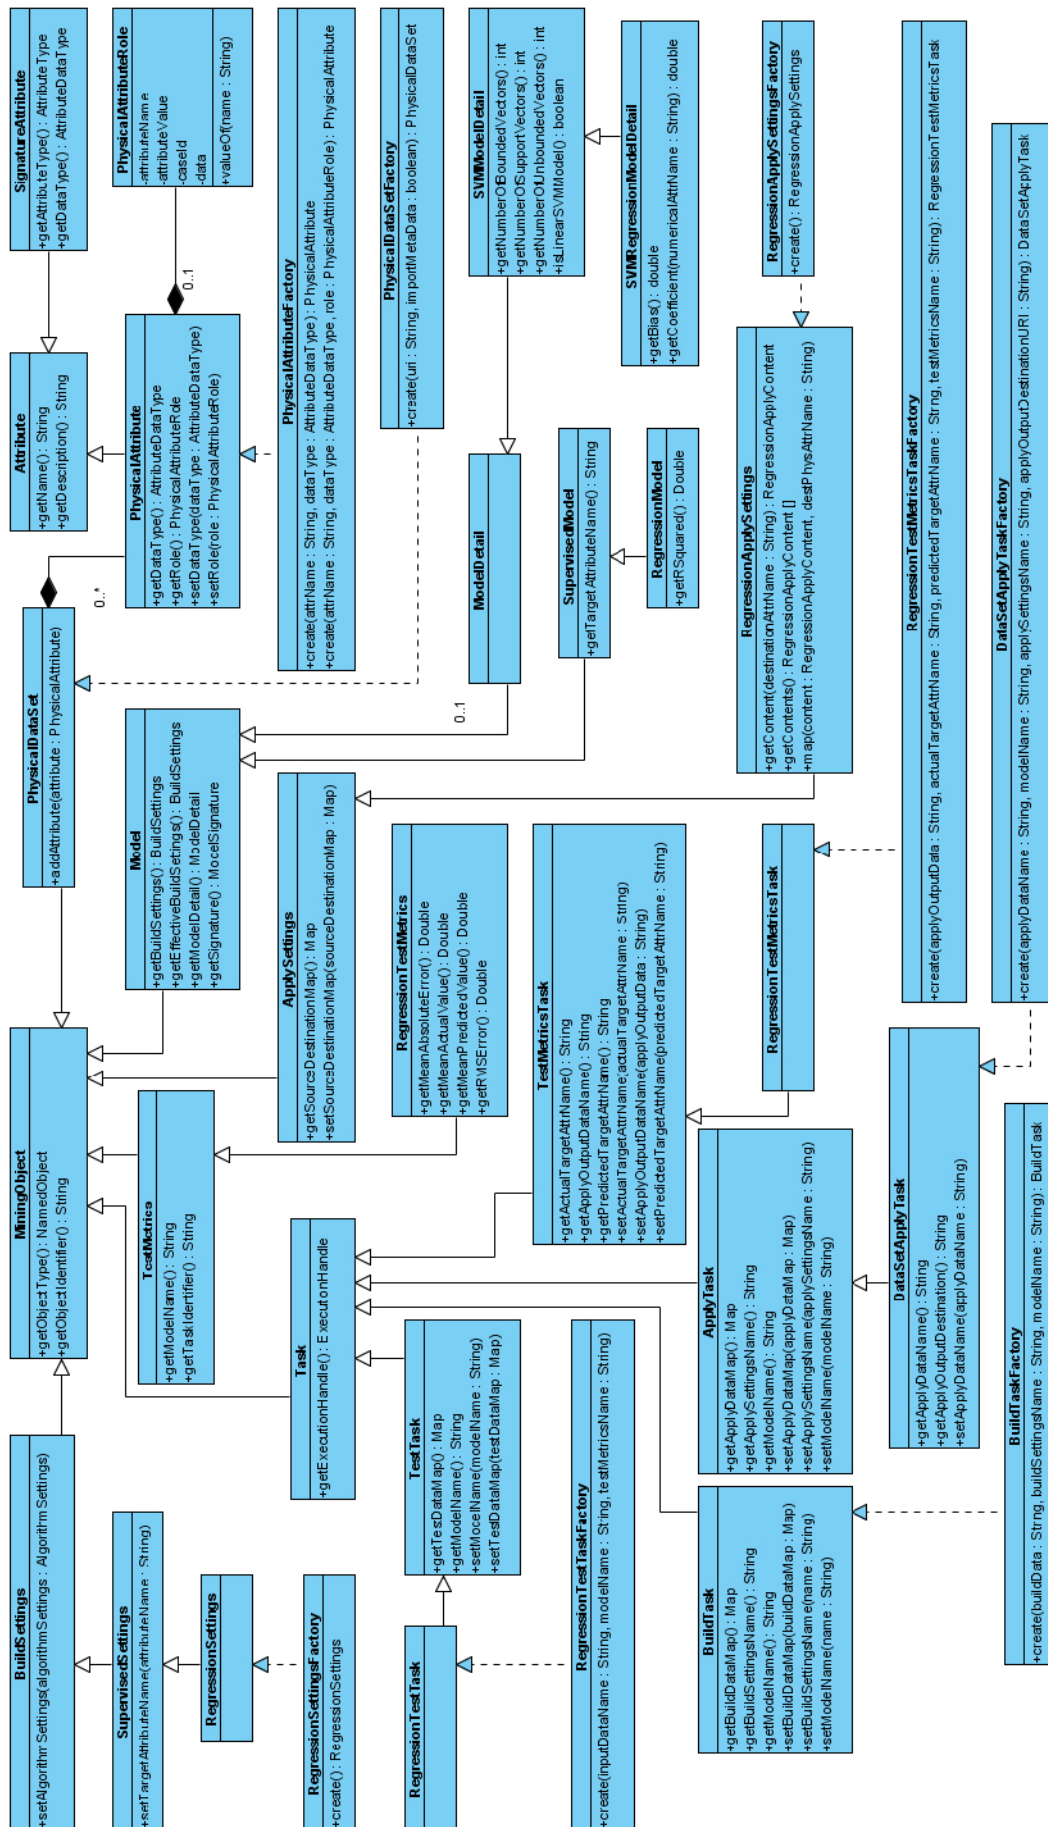 BuildSettings
+setAlgorithmSettings(algorithmSettings : AlgorithmSettings)
SupervisedSettings
+setTargetAttributeName(attributeName : String)
RegressionSettings
RegressionSettingsFactory
+create() : RegressionSettings
RegressionTestTask
RegressionTestTaskFactory
+create(inputDataName : String, modelName : String, testMetricsName : String)
MiningObject
+getObjectType() : NamedObject
+getObjectIdentifier() : String
TestMetrics
+getModelName() : String
+getTaskIdentifier() : String
Task
+getExecutionHandle() : ExecutionHandle
TestTask
+getTestDataMap() : Map
+getModelName() : String
+setModelName(modelName : String)
+setTestDataMap(testDataMap : Map)
BuildTask
+getBuildDataMap() : Map
+getBuildSettingsName() : String
+getModelName() : String
+setBuildDataMap(buildDataMap : Map)
+setBuildSettingsName(name : String)
+setModelName(name : String)
BuildTaskFactory
+create(buildData : String, buildSettingsName : String, modelName : String) : BuildTask
ApplyTask
+getApplyDataMap() : Map
+getApplySettingsName() : String
+getModelName() : String
+setApplyDataMap(applyDataMap : Map)
+setApplySettingsName(applySettingsName : String)
+setModelName(modelName : String)
DataSetApplyTask
+getApplyDataName() : String
+getApplyOutputDestination() : String
+setApplyDataName(applyDataName : String)
DataSetApplyTaskFactory
+create(applyDataName : String, modelName : String, applySettingsName : String, applyOutputDestinationURI : String) : DataSetApplyTask
PhysicalDataSet
+addAttribute(attribute : PhysicalAttribute)
Model
+getBuildSettings() : BuildSettings
+getEffectiveBuildSettings() : BuildSettings
+getModelDetail() : ModelDetail
+getSignature() : ModelSignature
ApplySettings
+getSourceDestinationMap() : Map
+setSourceDestinationMap(sourceDestinationMap : Map)
RegressionTestMetrics
+getMeanAbsoluteError() : Double
+getMeanActualValue() : Double
+getMeanPredictedValue() : Double
+getRMSError() : Double
TestMetricsTask
+getActualTargetAttrName() : String
+getApplyOutputDataName() : String
+getPredictedTargetAttrName() : String
+setActualTargetAttrName(actualTargetAttrName : String)
+setApplyOutputDataName(applyOutputData : String)
+setPredictedTargetAttrName(predictedTargetAttrName : String)
RegressionTestMetricsTask
RegressionTestMetricsTaskFactory
+create(applyOutputData : String, actualTargetAttrName : String, predictedTargetAttrName : String, testMetricsName : String) : RegressionTestMetricsTask
SignatureAttribute
+getAttributeType() : AttributeType
+getDataType() : AttributeDataType
Attribute
+getName() : String
+getDescription() : String
PhysicalAttributeRole
-attributeName
-attributeValue
-caseId
-data
+valueOf(name : String)
0..1
0..*
PhysicalAttribute
+getDataType() : AttributeDataType
+getRole() : PhysicalAttributeRole
+setDataType(dataType : AttributeDataType)
+setRole(role : PhysicalAttributeRole)
PhysicalAttributeFactory
+create(attrName : String, dataType : AttributeDataType) : PhysicalAttribute
+create(attrName : String, dataType : AttributeDataType, role : PhysicalAttributeRole) : PhysicalAttribute
PhysicalDataSetFactory
+create(uri : String, importMetaData : boolean) : PhysicalDataSet
ModelDetail
0..1
SVMModelDetail
+getNumberOfBoundedVectors() : int
+getNumberOfSupportVectors() : int
+getNumberOfUnboundedVectors() : int
+isLinearSVMModel() : boolean
SVMRegressionModelDetail
+getBias() : double
+getCoefficient(numericalAttrName : String) : double
SupervisedModel
+getTargetAttributeName() : String
RegressionModel
+getRSquared() : Double
RegressionApplySettings
+getContent(destinationAttrName : String) : RegressionApplyContent
+getContents() : RegressionApplyContent []
+map(content : RegressionApplyContent, destPhysAttrName : String)
RegressionApplySettingsFactory
+create() : RegressionApplySettings